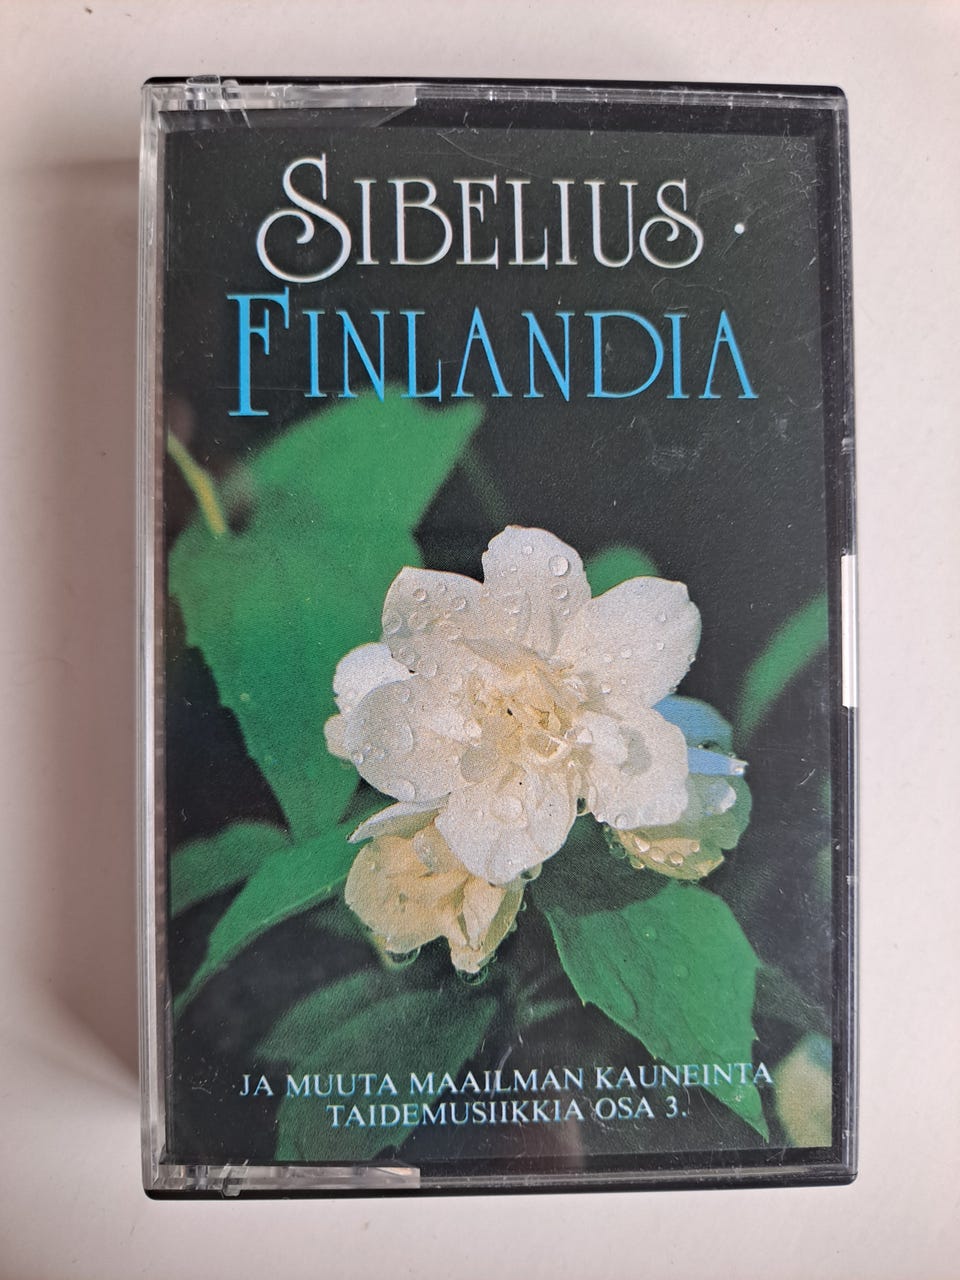 SIBELIUS ·
FINLANDIA
JA MUUTA MAAILMAN KAUNEINTA
TAIDEMUSIIKKIA OSA 3.